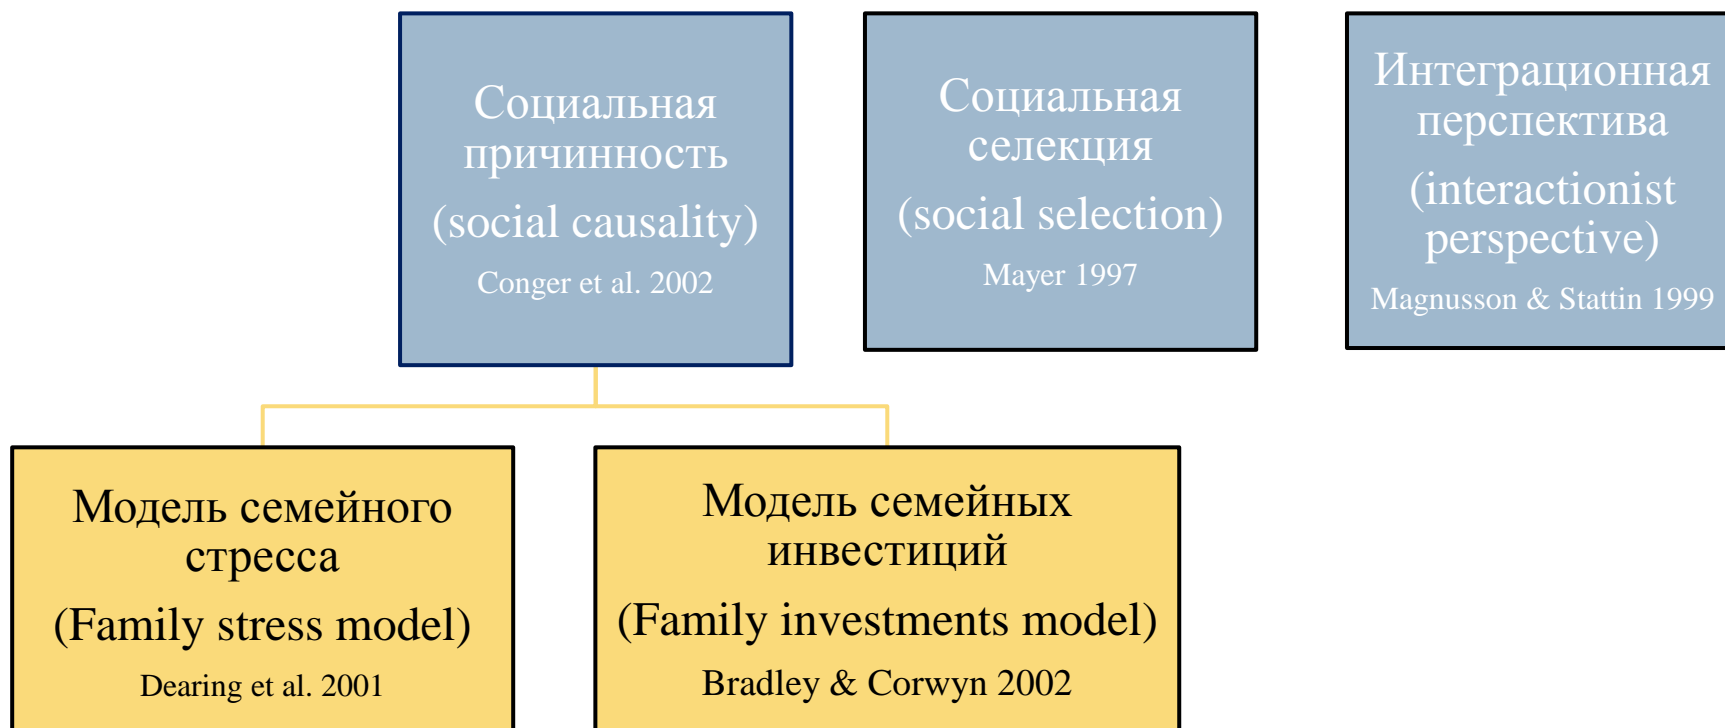 Социальная
причинность
(social causality)
Conger et al. 2002
Социальная
селекция
(social selection)
Mayer 1997
Интеграционная
перспектива
(interactionist
perspective)
Magnusson & Stattin 1999
Модель семейного
стресса
(Family stress model)
Dearing et al. 2001
Модель семейных
инвестиций
(Family investments model)
Bradley & Corwyn 2002